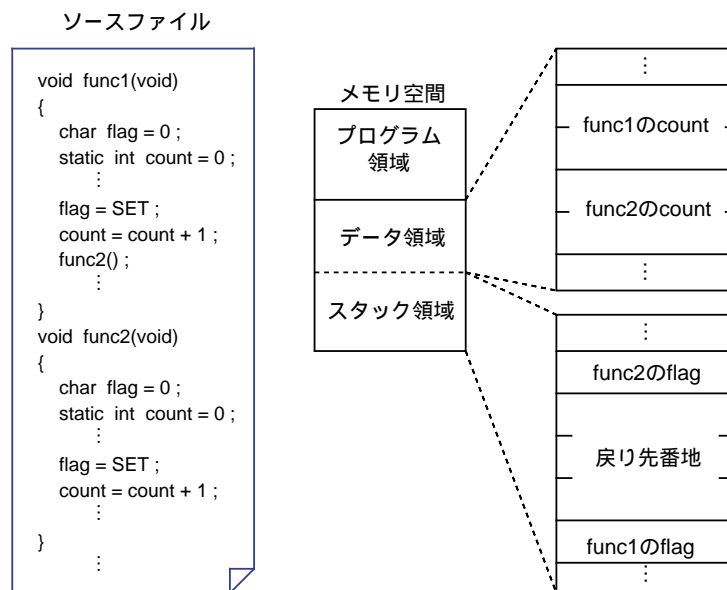 ソースファイル
void func1(void)
{
char flag = 0 ;
static int count = 0 ;
⋮
flag = SET ;
count = count + 1 ;
func2() ;
⋮
}
void func2(void)
{
char flag = 0 ;
static int count = 0 ;
⋮
flag = SET ;
count = count + 1 ;
⋮
}
⋮
メモリ空間
プログラム
領域
データ領域
スタック領域
⋮
func1のcount
func2のcount
⋮
⋮
func2のflag
戻り先番地
func1のflag
⋮